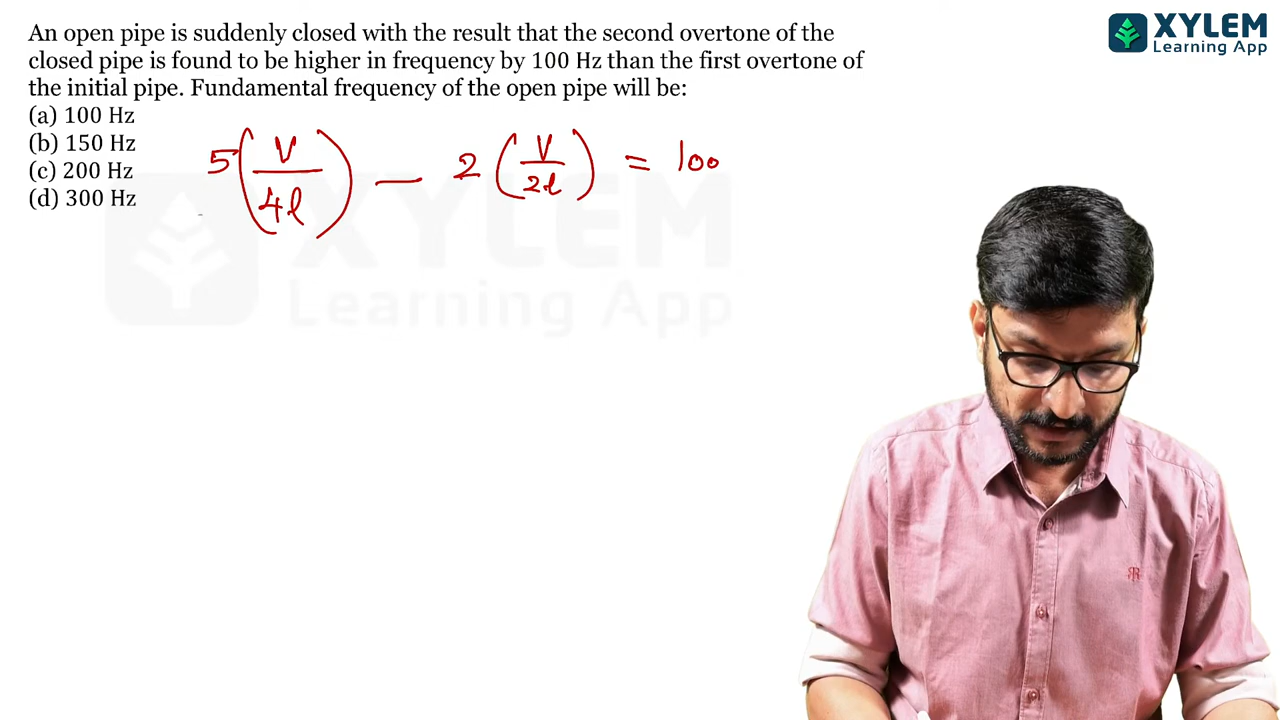 An open pipe is suddenly closed with the result that the second overtone of the
closed pipe is found to be higher in frequency by 100 Hz than the first overtone of
the initial pipe. Fundamental frequency of the open pipe will be:
(a) 100 Hz
(b) 150 Hz
(c) 200 Hz
(d) 300 Hz
5(V/4l) — 2(V/2l) = 100
XYLEM
Learning App
XYLEM
Learning App